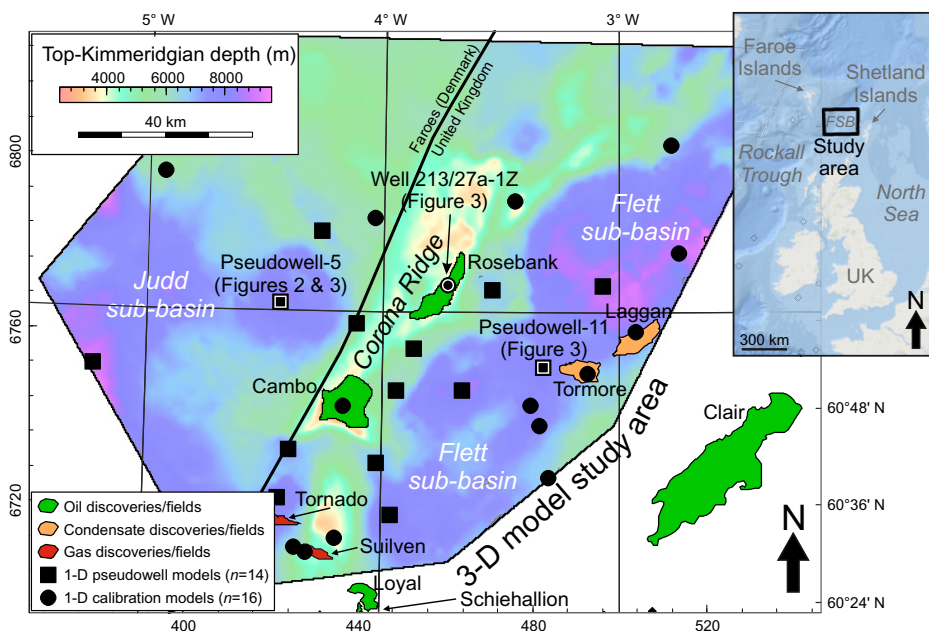 5° W
4° W
3° W
Top-Kimmeridgian depth (m)
4000 6000 8000
40 km
Faroes (Denmark)
United Kingdom
Well 213/27a-1Z
(Figure 3)
Flett
sub-basin
Judd
sub-basin
Pseudowell-5
(Figures 2 & 3)
Corona Ridge
Rosebank
Laggan
Pseudowell-11
(Figure 3)
Tormore
Cambo
Flett
sub-basin
3-D model study area
Clair
Tornado
Suilven
Loyal
Schiehallion
Oil discoveries/fields
Condensate discoveries/fields
Gas discoveries/fields
1-D pseudowell models (n=14)
1-D calibration models (n=16)
Faroe
Islands
Shetland
Islands
FSB
Study
area
Rockall
Trough
North
Sea
UK
N
300 km
N
6800
6760
6720
60°48' N
60°36' N
60°24' N
400
440
480
520